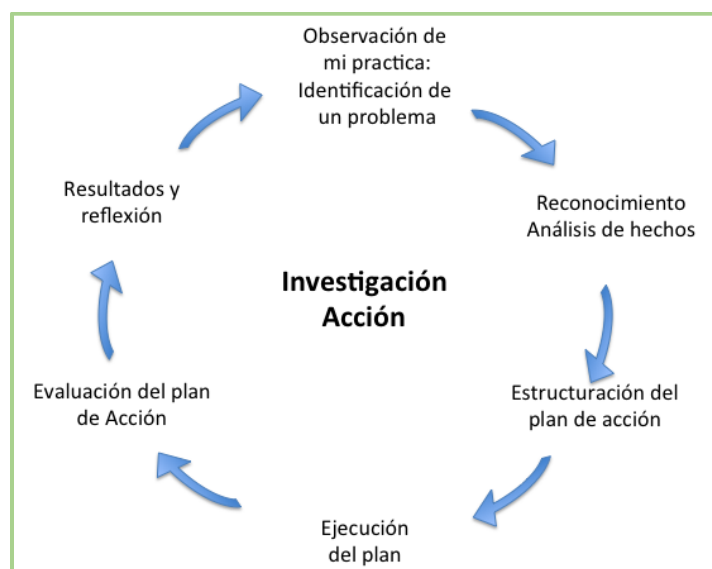 Observación de
mi practica:
Identificación de
un problema
Reconocimiento
Análisis de hechos
Estructuración del
plan de acción
Ejecución
del plan
Evaluación del plan
de Acción
Resultados y
reflexión
Investigación
Acción